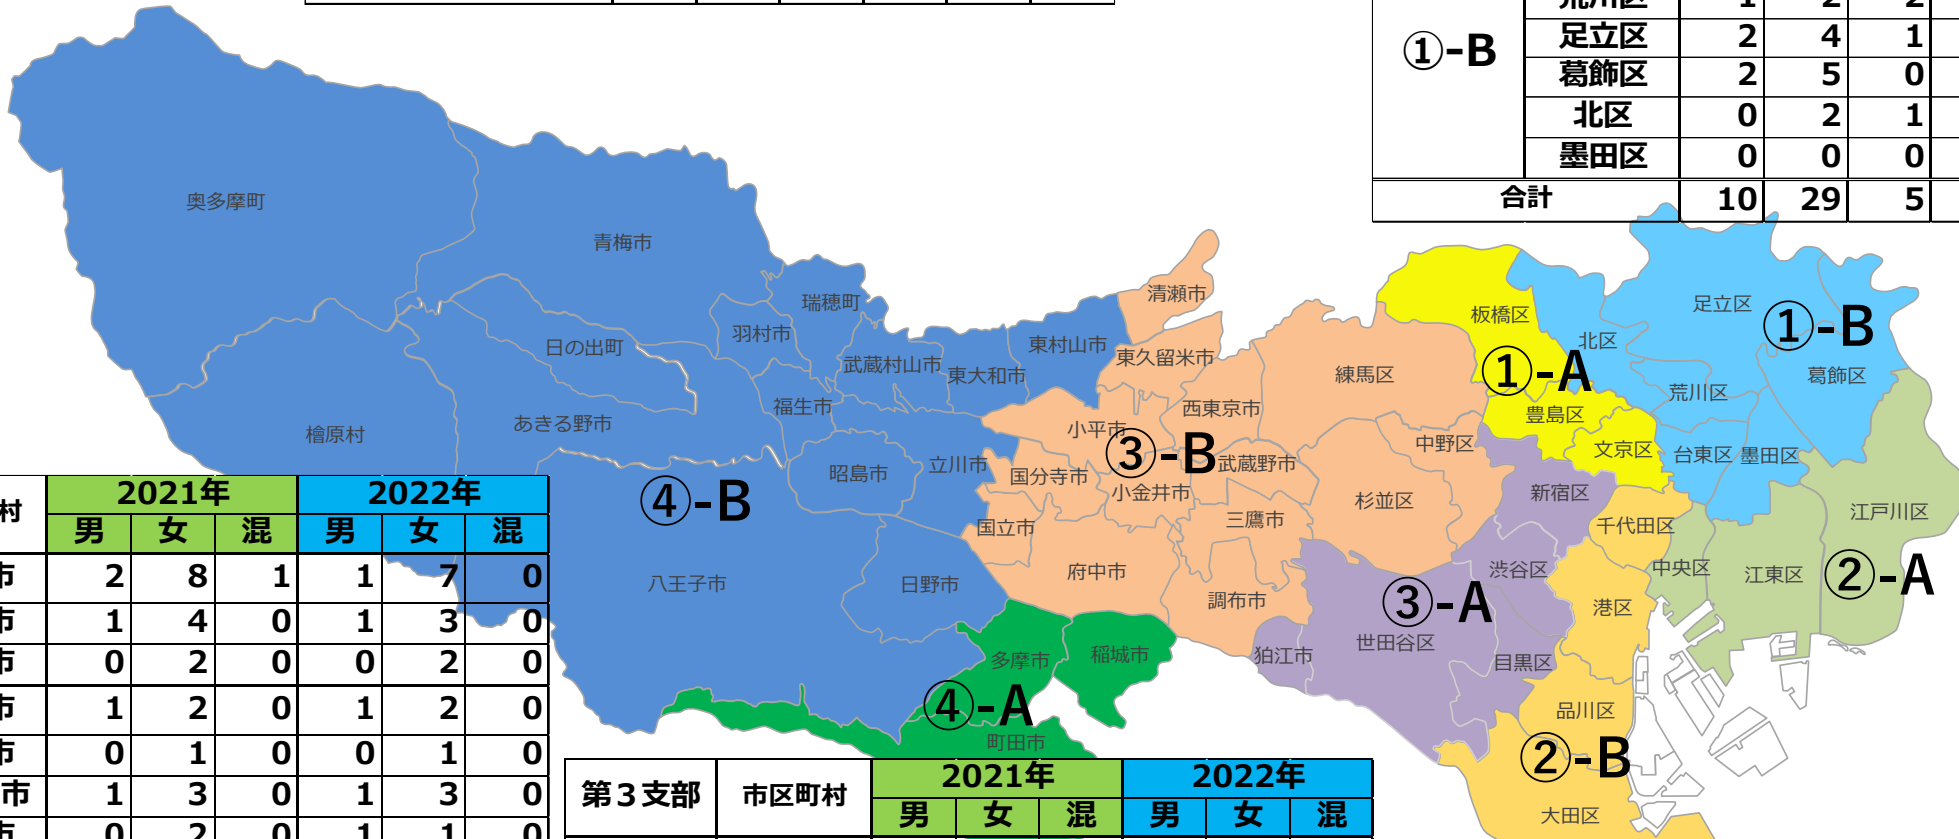 荒川区 1 2 2
①-B
足立区 2 4 1
葛飾区 2 5 0
北区 0 2 1
墨田区 0 0 0
合計 10 29 5
奥多摩町
青梅市
瑞穂町
羽村市
日の出町
武蔵村山市
東大和市
東村山市
清瀬市
東久留米市
あきる野市
福生市
檜原村
昭島市
立川市
④-B
八王子市
日野市
小平市
西東京市
③-B
国分寺市
小金井市
武蔵野市
国立市
三鷹市
府中市
調布市
練馬区
中野区
杉並区
板橋区
①-A
豊島区
文京区
北区
足立区
①-B
葛飾区
荒川区
台東区
墨田区
新宿区
千代田区
渋谷区
中央区
江東区
江戸川区
②-A
港区
③-A
世田谷区
目黒区
狛江市
品川区
②-B
大田区
多摩市
稲城市
④-A
町田市
村 2021年 2022年
男 女 混 男 女 混
市 2 8 1 1 7 0
市 1 4 0 1 3 0
市 0 2 0 0 2 0
市 1 2 0 1 2 0
市 0 1 0 0 1 0
市 1 3 0 1 3 0
市 0 2 0 1 1 0
第３支部 市区町村 2021年 2022年
男 女 混 男 女 混